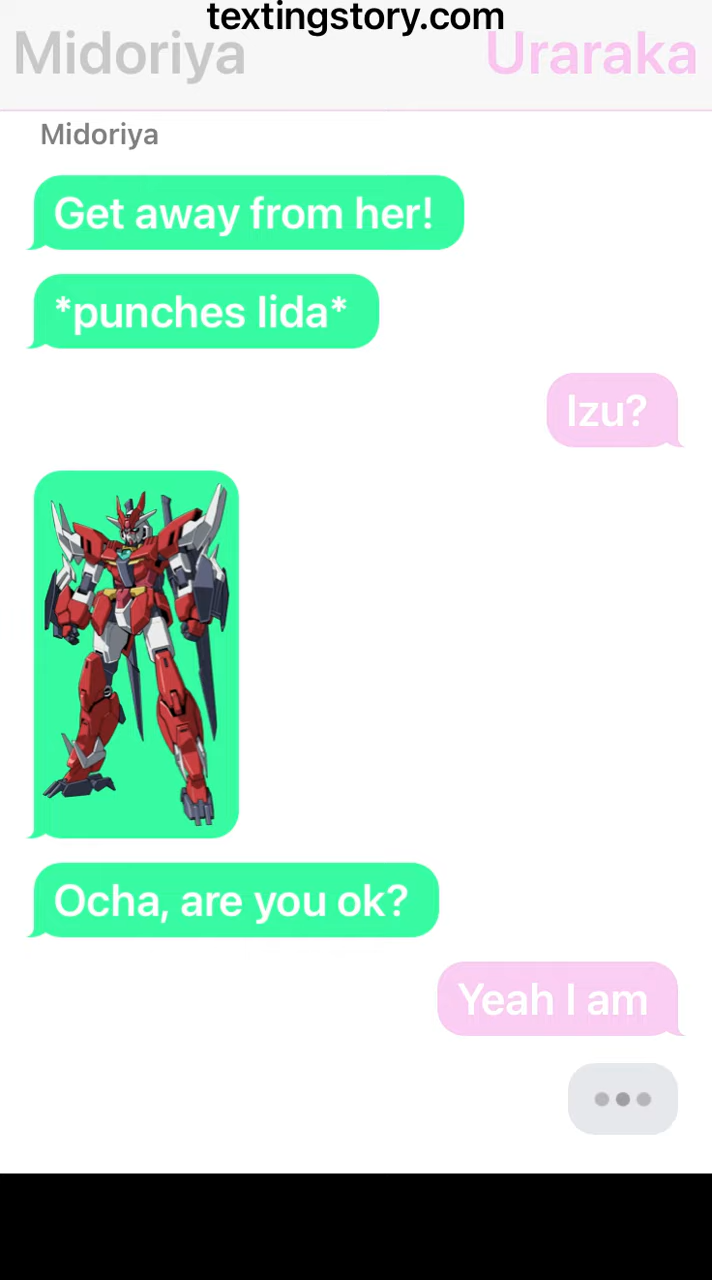 textingstory.com
Midoriya
Uraraka
Midoriya
Get away from her!
*punches Iida*
Izu?
Ocha, are you ok?
Yeah I am